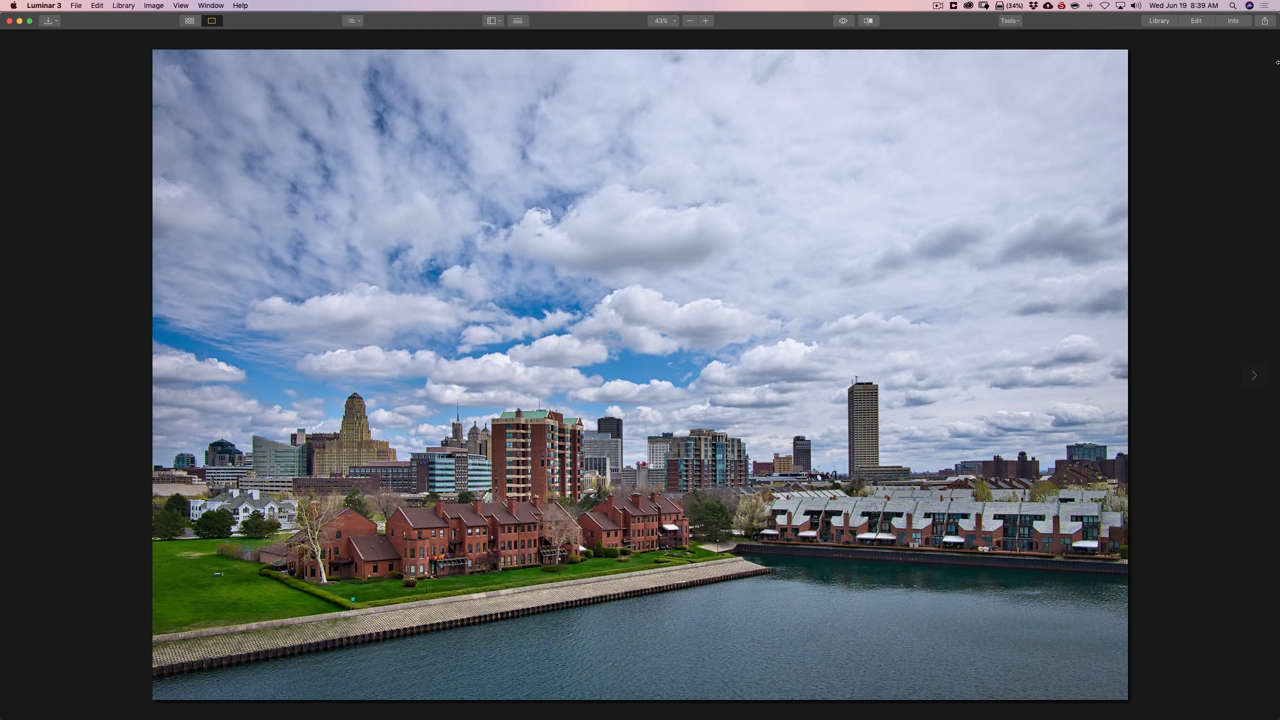 Luminar 3 File Edit Library Image View Window Help (34%) Wed Jun 19 8:39 AM
43% Tools Library Edit Info